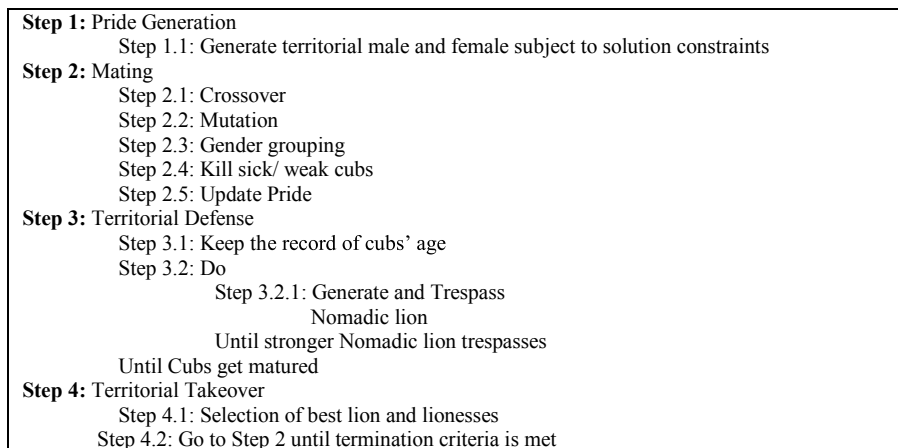 Step 1: Pride Generation
Step 1.1: Generate territorial male and female subject to solution constraints
Step 2: Mating
Step 2.1: Crossover
Step 2.2: Mutation
Step 2.3: Gender grouping
Step 2.4: Kill sick/ weak cubs
Step 2.5: Update Pride
Step 3: Territorial Defense
Step 3.1: Keep the record of cubs’ age
Step 3.2: Do
Step 3.2.1: Generate and Trespass
Nomadic lion
Until stronger Nomadic lion trespasses
Until Cubs get matured
Step 4: Territorial Takeover
Step 4.1: Selection of best lion and lionesses
Step 4.2: Go to Step 2 until termination criteria is met